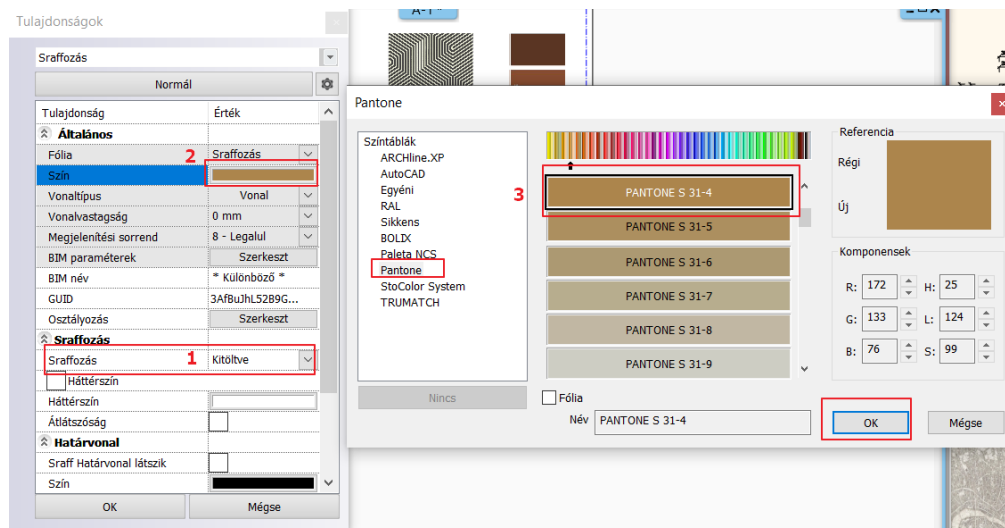 Tulajdonságok
Sraffozás
Normál
Tulajdonság Érték
Általános
Fólia 2 Sraffozás
Szín
Vonaltípus Vonal
Vonalvastagság 0 mm
Megjelenítési sorrend 8 - Legalul
BIM paraméterek Szerkeszt
BIM név * Különböző *
GUID 3AfBuJhL52B9G...
Osztályozás Szerkeszt
Sraffozás
Sraffozás 1 Kitöltve
Háttérszín
Háttérszín
Átlátszóság
Határvonal
Sraff Határvonal látszik
Szín
OK Mégse
A-1
Pantone
Színtáblák
ARCHline.XP
AutoCAD
Egyéni
RAL
Sikkens
BOLIX
Paleta NCS
Pantone
StoColor System
TRUMATCH
Nincs
3
PANTONE S 31-4
PANTONE S 31-5
PANTONE S 31-6
PANTONE S 31-7
PANTONE S 31-8
PANTONE S 31-9
Fólia
Név PANTONE S 31-4
Referencia
Régi
Új
Komponensek
R: 172 H: 25
G: 133 L: 124
B: 76 S: 99
OK Mégse